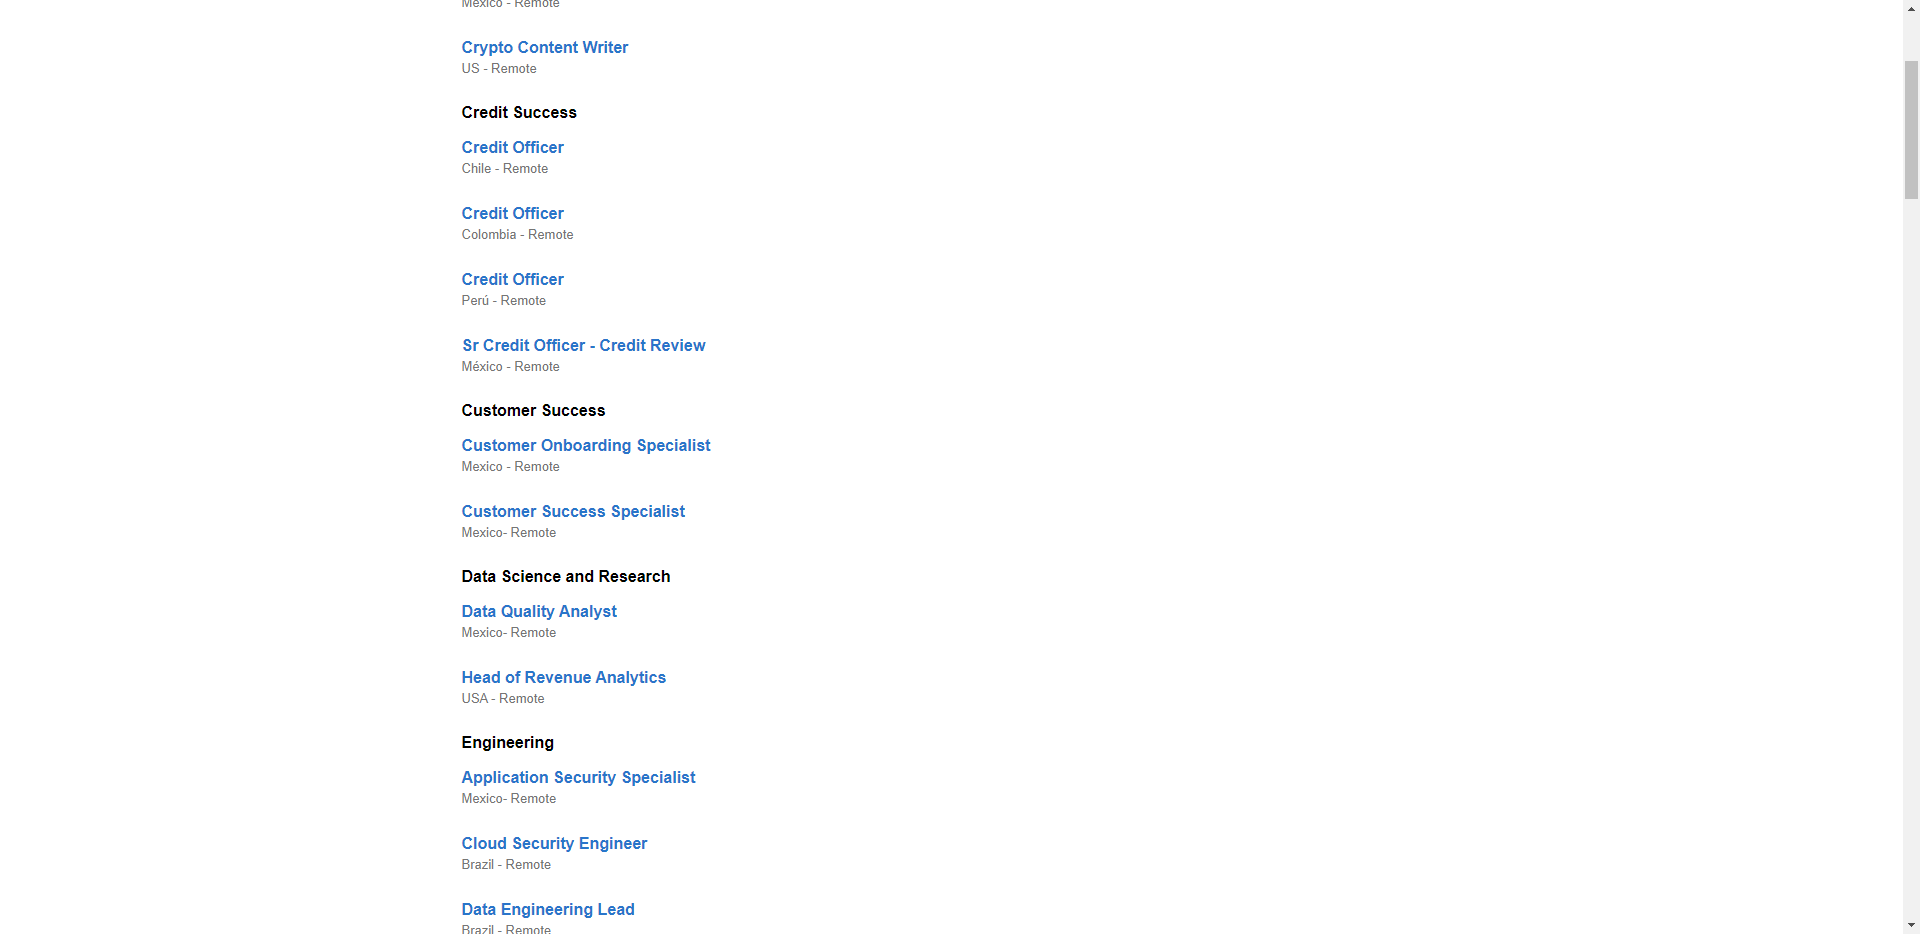 Mexico - Remote
Crypto Content Writer
US - Remote
Credit Success
Credit Officer
Chile - Remote
Credit Officer
Colombia - Remote
Credit Officer
Perú - Remote
Sr Credit Officer - Credit Review
México - Remote
Customer Success
Customer Onboarding Specialist
Mexico - Remote
Customer Success Specialist
Mexico- Remote
Data Science and Research
Data Quality Analyst
Mexico- Remote
Head of Revenue Analytics
USA - Remote
Engineering
Application Security Specialist
Mexico- Remote
Cloud Security Engineer
Brazil - Remote
Data Engineering Lead
Brazil - Remote